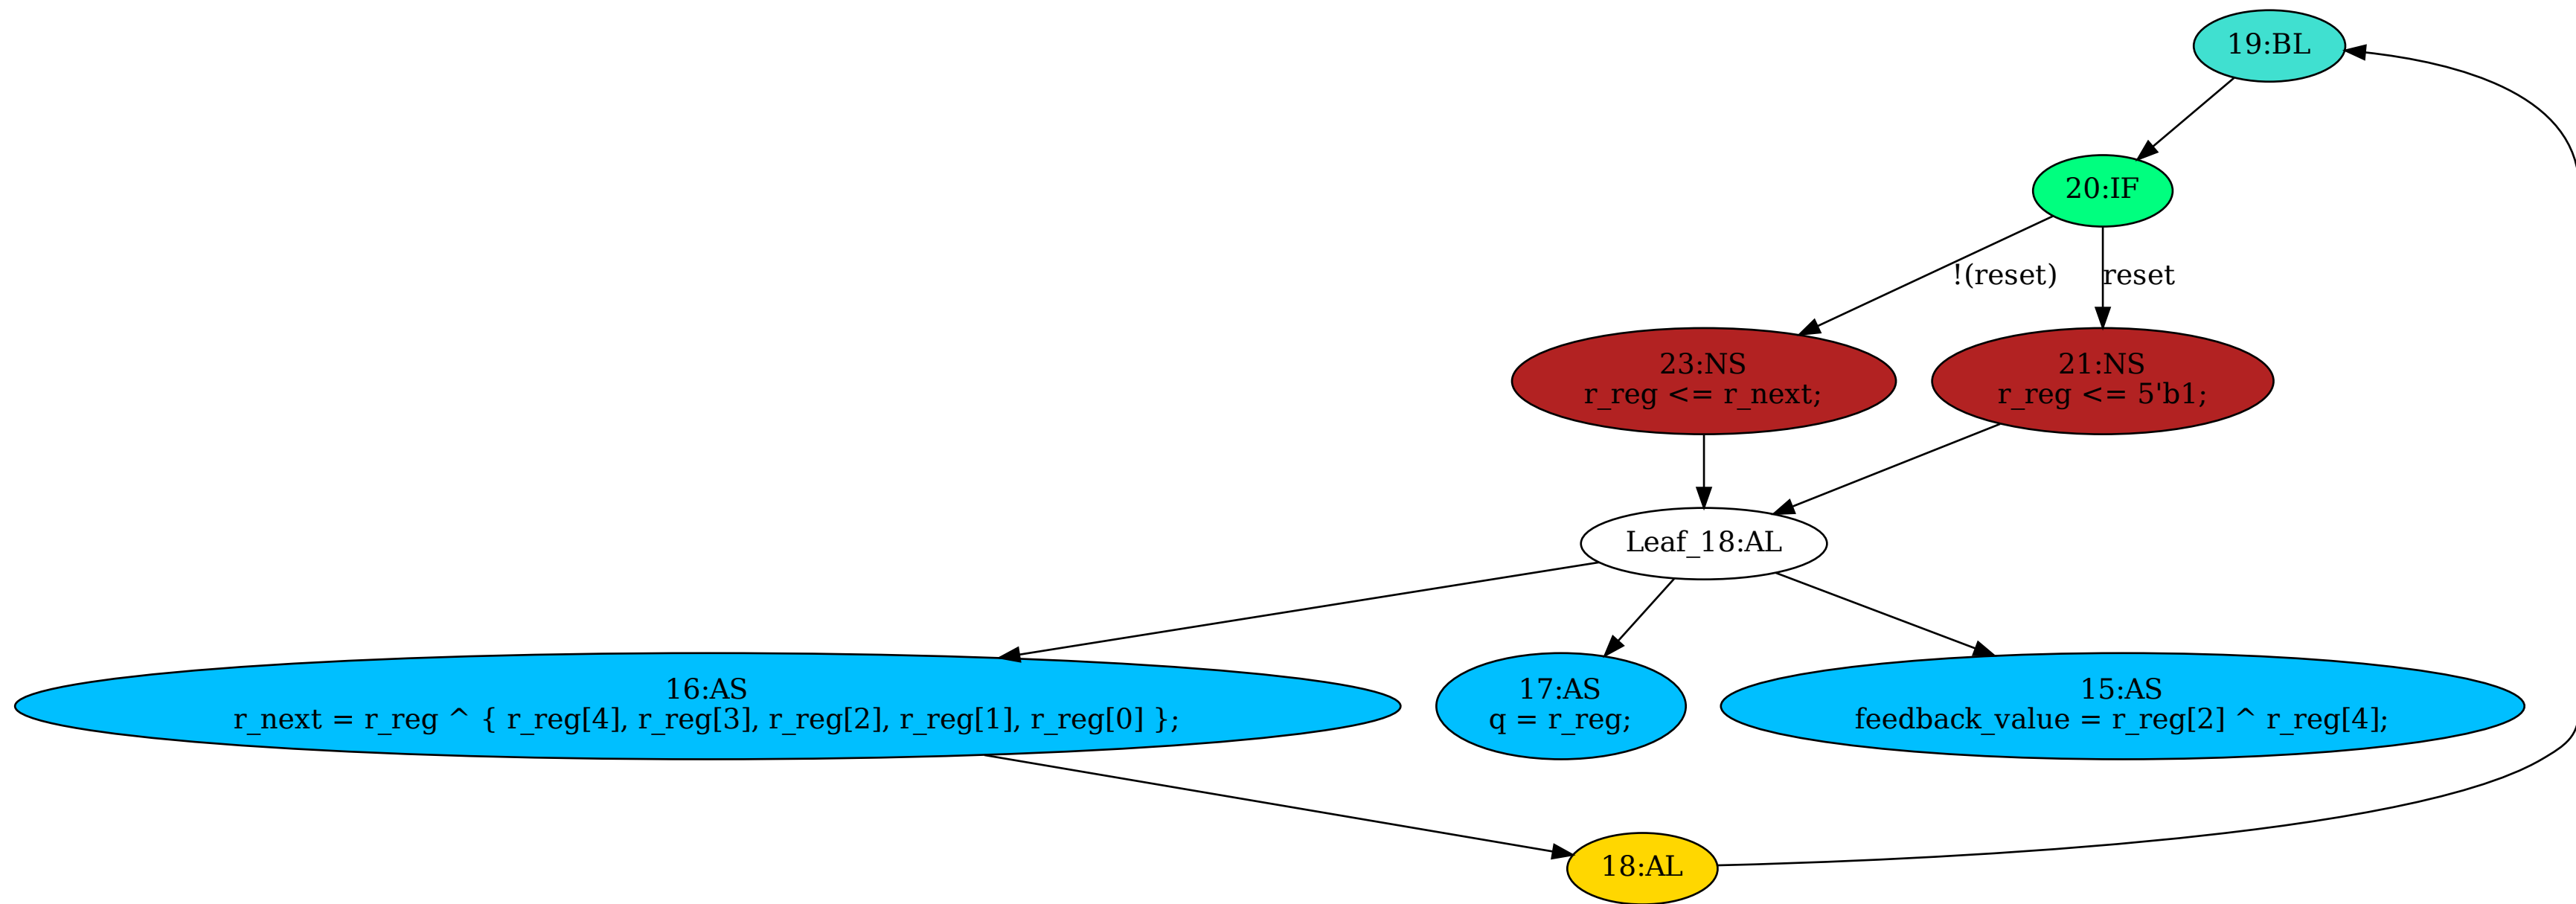 19:BL
20:IF
!(reset)
reset
23:NS
r_reg <= r_next;
21:NS
r_reg <= 5'b1;
Leaf_18:AL
16:AS
r_next = r_reg ^ { r_reg[4], r_reg[3], r_reg[2], r_reg[1], r_reg[0] };
17:AS
q = r_reg;
15:AS
feedback_value = r_reg[2] ^ r_reg[4];
18:AL